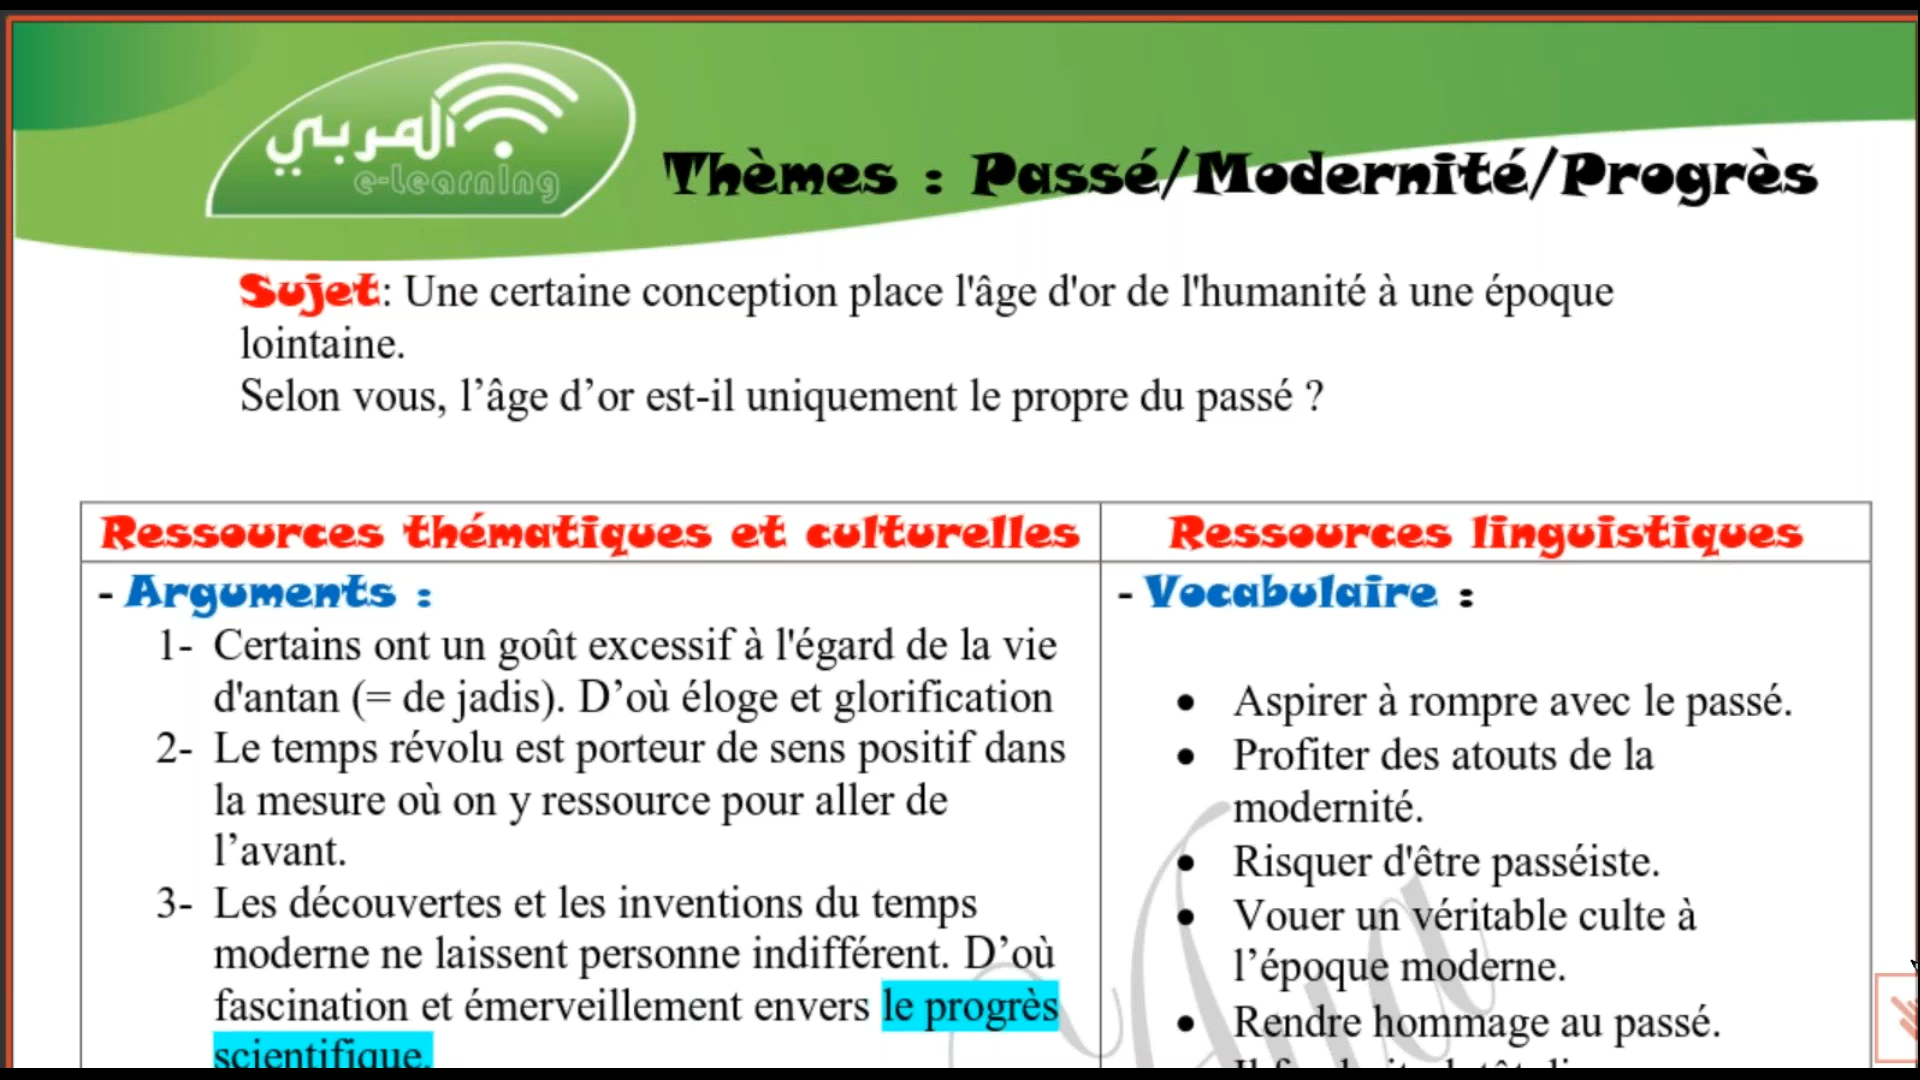 العربي
e-learning
Thèmes : Passé/Modernité/Progrès
Sujet: Une certaine conception place l'âge d'or de l'humanité à une époque
lointaine.
Selon vous, l’âge d’or est-il uniquement le propre du passé ?
Ressources thématiques et culturelles
- Arguments :
1- Certains ont un goût excessif à l'égard de la vie
d'antan (= de jadis). D’où éloge et glorification
2- Le temps révolu est porteur de sens positif dans
la mesure où on y ressource pour aller de
l’avant.
3- Les découvertes et les inventions du temps
moderne ne laissent personne indifférent. D’où
fascination et émerveillement envers le progrès
scientifique.
Ressources linguistiques
- Vocabulaire :
• Aspirer à rompre avec le passé.
• Profiter des atouts de la
modernité.
• Risquer d'être passéiste.
• Vouer un véritable culte à
l’époque moderne.
• Rendre hommage au passé.